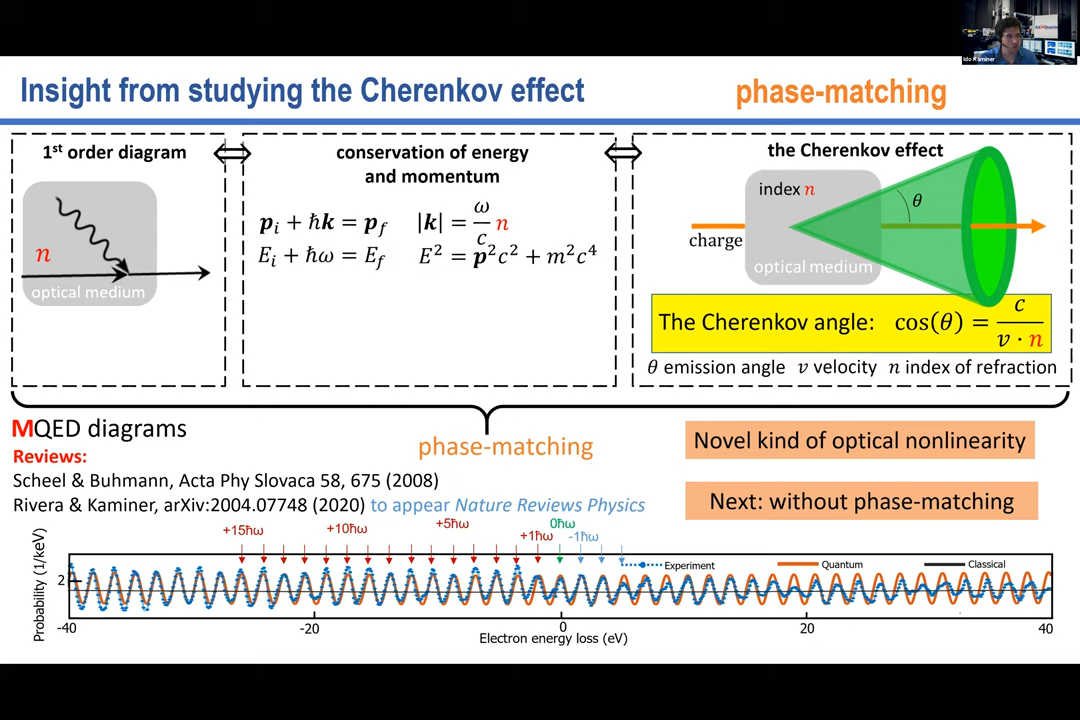 Ido Kaminer
Insight from studying the Cherenkov effect
phase-matching
1st order diagram
n
optical medium
conservation of energy
and momentum
𝒑i + ħ𝒌 = 𝒑f |𝒌| = ω/c n
Ei + ħω = Ef E² = 𝒑²c² + m²c⁴
the Cherenkov effect
index n
θ
charge
optical medium
The Cherenkov angle: cos(θ) = c/(v · n)
θ emission angle v velocity n index of refraction
MQED diagrams
phase-matching
Reviews:
Scheel & Buhmann, Acta Phy Slovaca 58, 675 (2008)
Rivera & Kaminer, arXiv:2004.07748 (2020) to appear Nature Reviews Physics
Novel kind of optical nonlinearity
Next: without phase-matching
+15ħω +10ħω +5ħω +1ħω 0ħω -1ħω
Experiment Quantum Classical
Probability (1/keV)
2
-40 -20 0 20 40
Electron energy loss (eV)